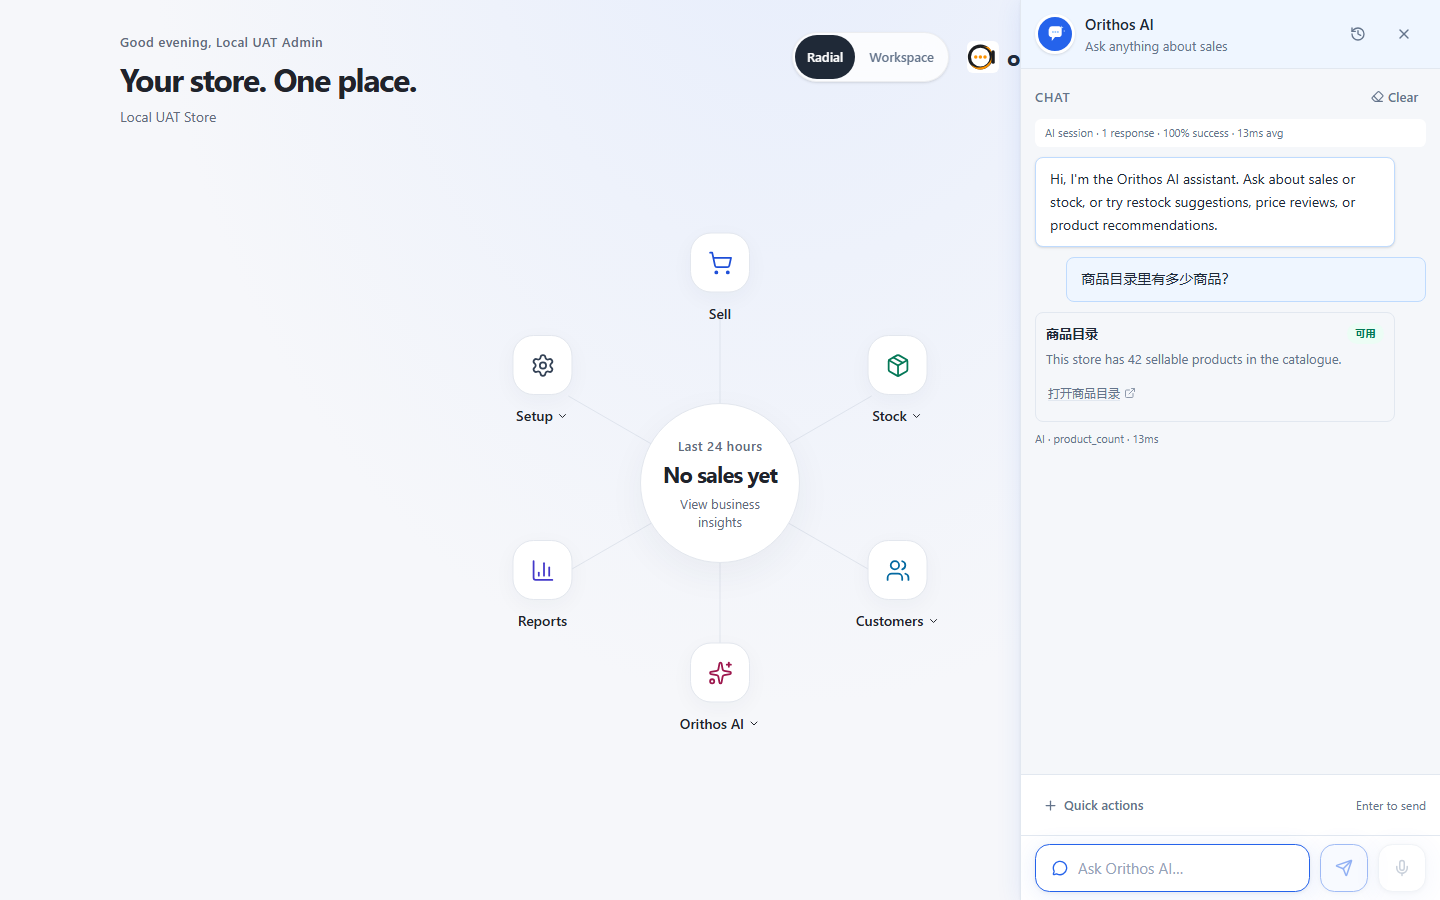 Good evening, Local UAT Admin
Your store. One place.
Local UAT Store
Radial
Workspace
Sell
Setup
Stock
Last 24 hours
No sales yet
View business
insights
Reports
Customers
Orithos AI
Orithos AI
Ask anything about sales
CHAT
Clear
AI session · 1 response · 100% success · 13ms avg
Hi, I'm the Orithos AI assistant. Ask about sales or
stock, or try restock suggestions, price reviews, or
product recommendations.
商品目录里有多少商品?
商品目录
可用
This store has 42 sellable products in the catalogue.
打开商品目录
AI · product_count · 13ms
Quick actions
Enter to send
Ask Orithos AI...